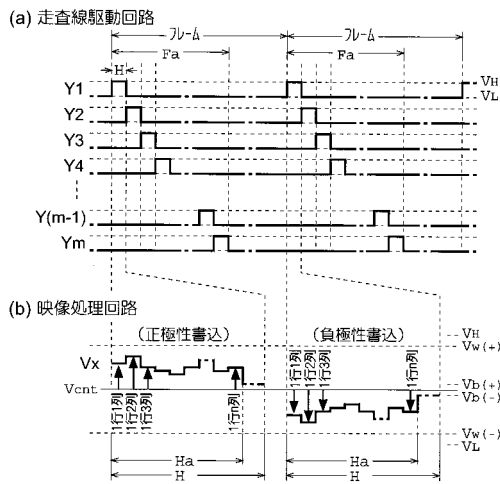 (a) 走査線駆動回路
フレーム フレーム
Fa Fa
H
Y1 VH
VL
Y2
Y3
Y4
Y(m-1)
Ym
(b) 映像処理回路
(正極性書込) (負極性書込)
VH
Vw(+)
Vx
1行1列 1行2列 1行3列 1行n列
1行1列 1行2列 1行3列 1行n列
Vcnt
Vb(+)
Vb(-)
Vw(-)
VL
Ha Ha
H H